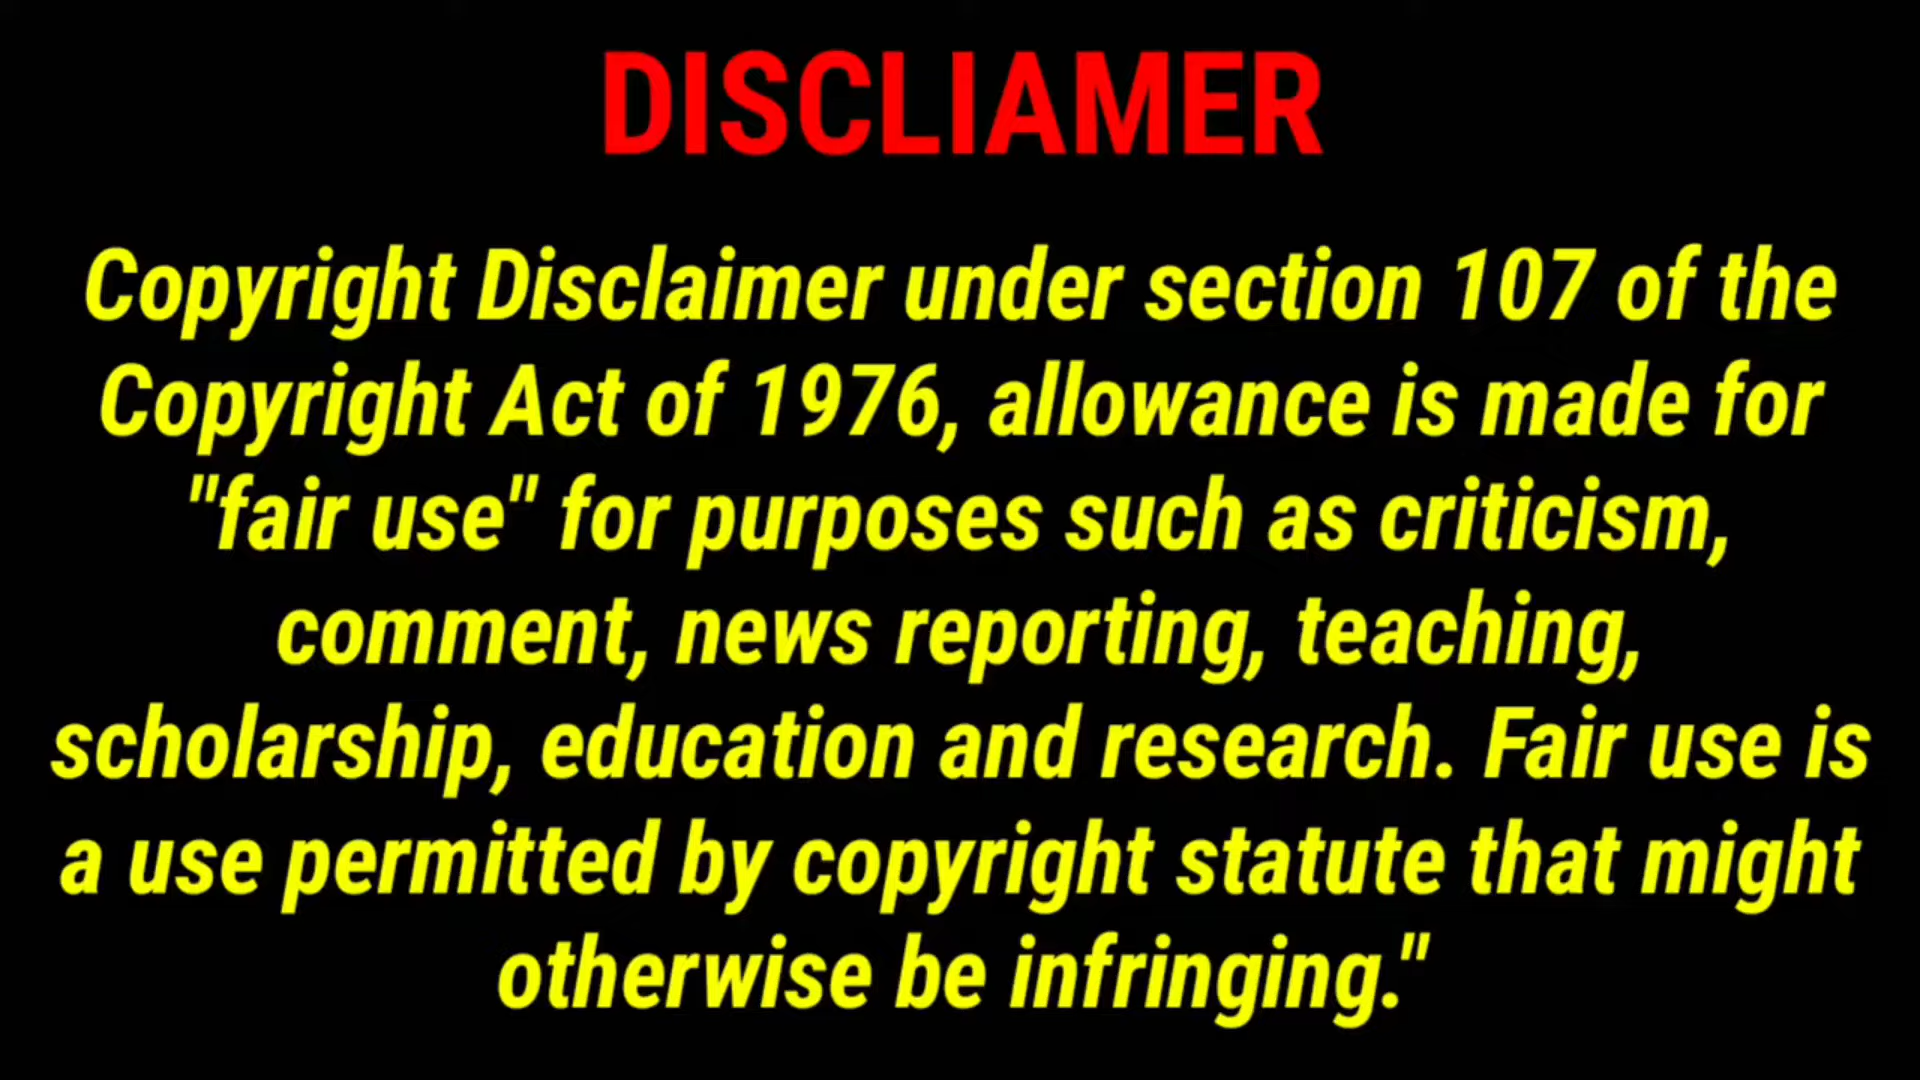 DISCLIAMER
Copyright Disclaimer under section 107 of the
Copyright Act of 1976, allowance is made for
"fair use" for purposes such as criticism,
comment, news reporting, teaching,
scholarship, education and research. Fair use is
a use permitted by copyright statute that might
otherwise be infringing."